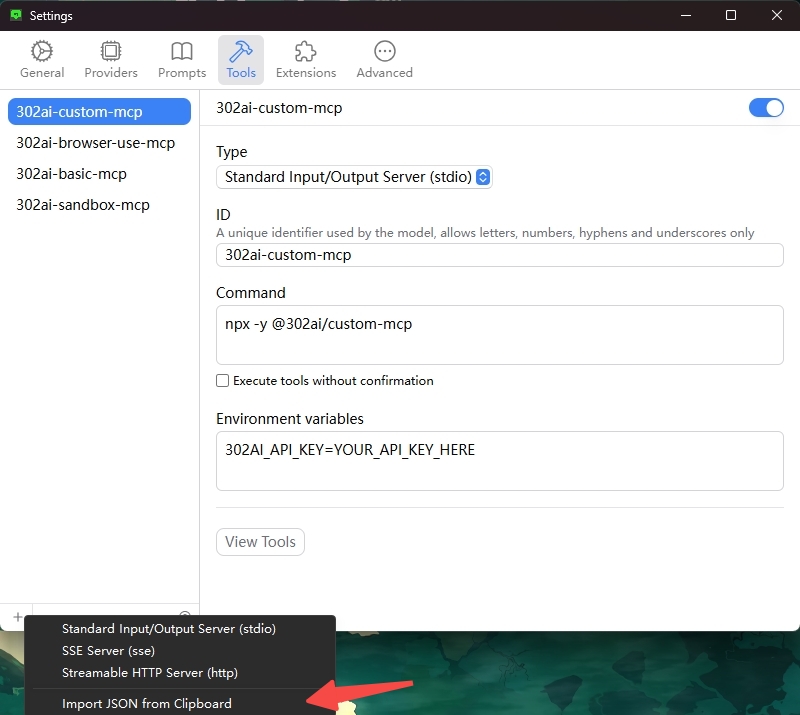 Settings
General
Providers
Prompts
Tools
Extensions
Advanced
302ai-custom-mcp
302ai-browser-use-mcp
302ai-basic-mcp
302ai-sandbox-mcp
302ai-custom-mcp
Type
Standard Input/Output Server (stdio)
ID
A unique identifier used by the model, allows letters, numbers, hyphens and underscores only
302ai-custom-mcp
Command
npx -y @302ai/custom-mcp
Execute tools without confirmation
Environment variables
302AI_API_KEY=YOUR_API_KEY_HERE
View Tools
Standard Input/Output Server (stdio)
SSE Server (sse)
Streamable HTTP Server (http)
Import JSON from Clipboard